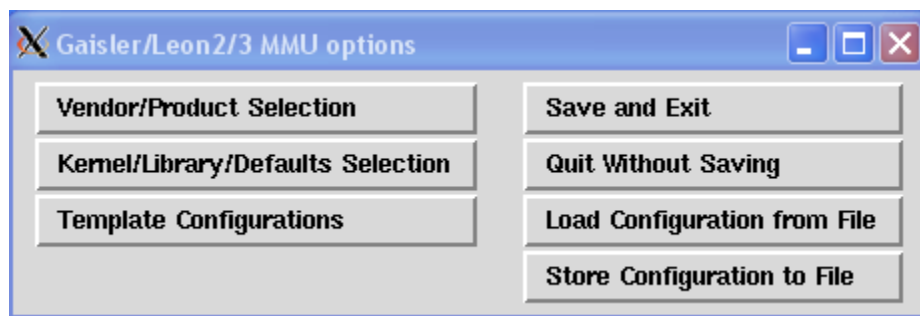 Gaisler/Leon2/3 MMU options
Vendor/Product Selection
Kernel/Library/Defaults Selection
Template Configurations
Save and Exit
Quit Without Saving
Load Configuration from File
Store Configuration to File